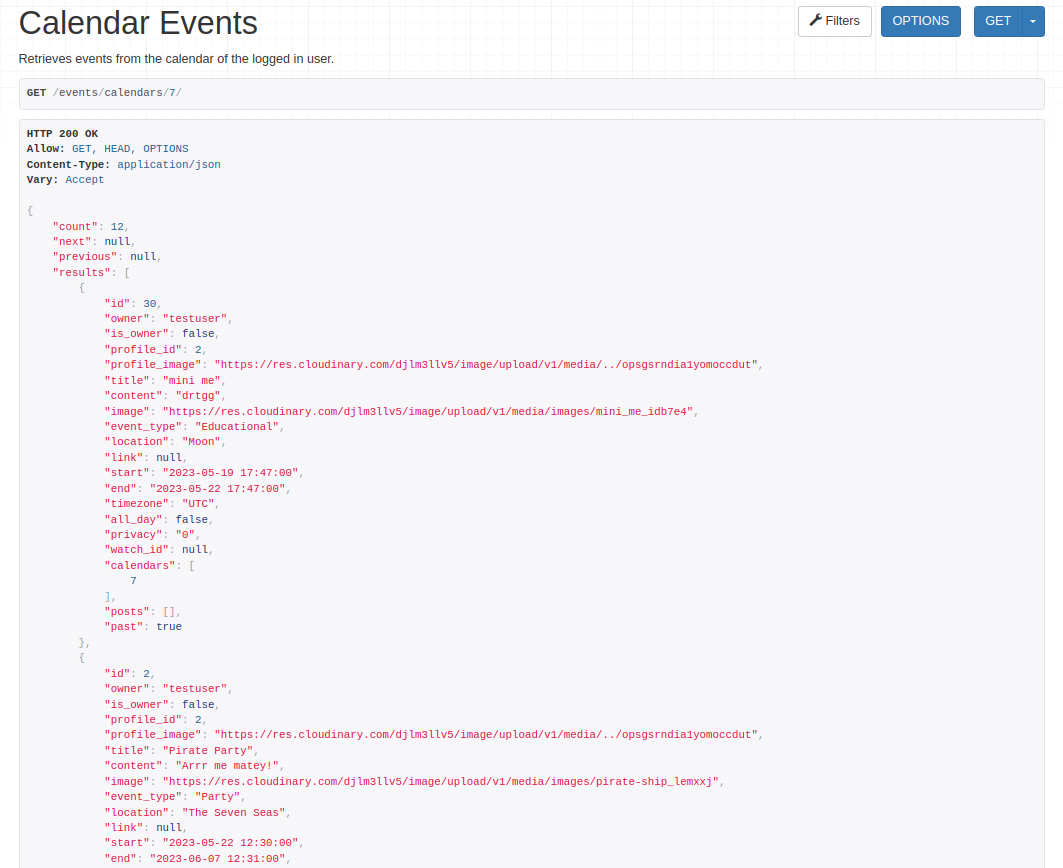 Calendar Events
Filters
OPTIONS
GET
Retrieves events from the calendar of the logged in user.
GET /events/calendars/7/
HTTP 200 OK
Allow: GET, HEAD, OPTIONS
Content-Type: application/json
Vary: Accept
{
"count": 12,
"next": null,
"previous": null,
"results": [
{
"id": 30,
"owner": "testuser",
"is_owner": false,
"profile_id": 2,
"profile_image": "https://res.cloudinary.com/djlm3llv5/image/upload/v1/media/../opsgsrndia1yomoccdut",
"title": "mini me",
"content": "drtgg",
"image": "https://res.cloudinary.com/djlm3llv5/image/upload/v1/media/images/mini_me_idb7e4",
"event_type": "Educational",
"location": "Moon",
"link": null,
"start": "2023-05-19 17:47:00",
"end": "2023-05-22 17:47:00",
"timezone": "UTC",
"all_day": false,
"privacy": "0",
"watch_id": null,
"calendars": [
7
],
"posts": [],
"past": true
},
{
"id": 2,
"owner": "testuser",
"is_owner": false,
"profile_id": 2,
"profile_image": "https://res.cloudinary.com/djlm3llv5/image/upload/v1/media/../opsgsrndia1yomoccdut",
"title": "Pirate Party",
"content": "Arrr me matey!",
"image": "https://res.cloudinary.com/djlm3llv5/image/upload/v1/media/images/pirate-ship_lemxxj",
"event_type": "Party",
"location": "The Seven Seas",
"link": null,
"start": "2023-05-22 12:30:00",
"end": "2023-06-07 12:31:00",